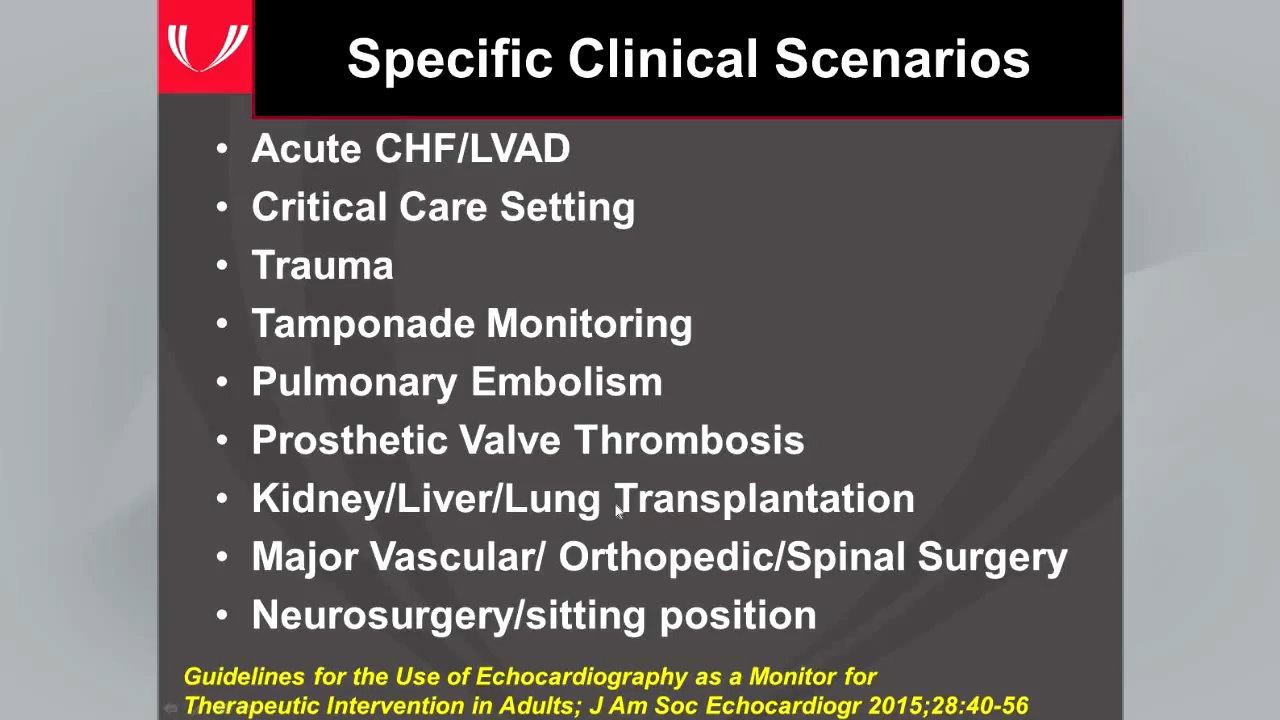 Specific Clinical Scenarios
• Acute CHF/LVAD
• Critical Care Setting
• Trauma
• Tamponade Monitoring
• Pulmonary Embolism
• Prosthetic Valve Thrombosis
• Kidney/Liver/Lung Transplantation
• Major Vascular/ Orthopedic/Spinal Surgery
• Neurosurgery/sitting position
Guidelines for the Use of Echocardiography as a Monitor for
Therapeutic Intervention in Adults; J Am Soc Echocardiogr 2015;28:40-56